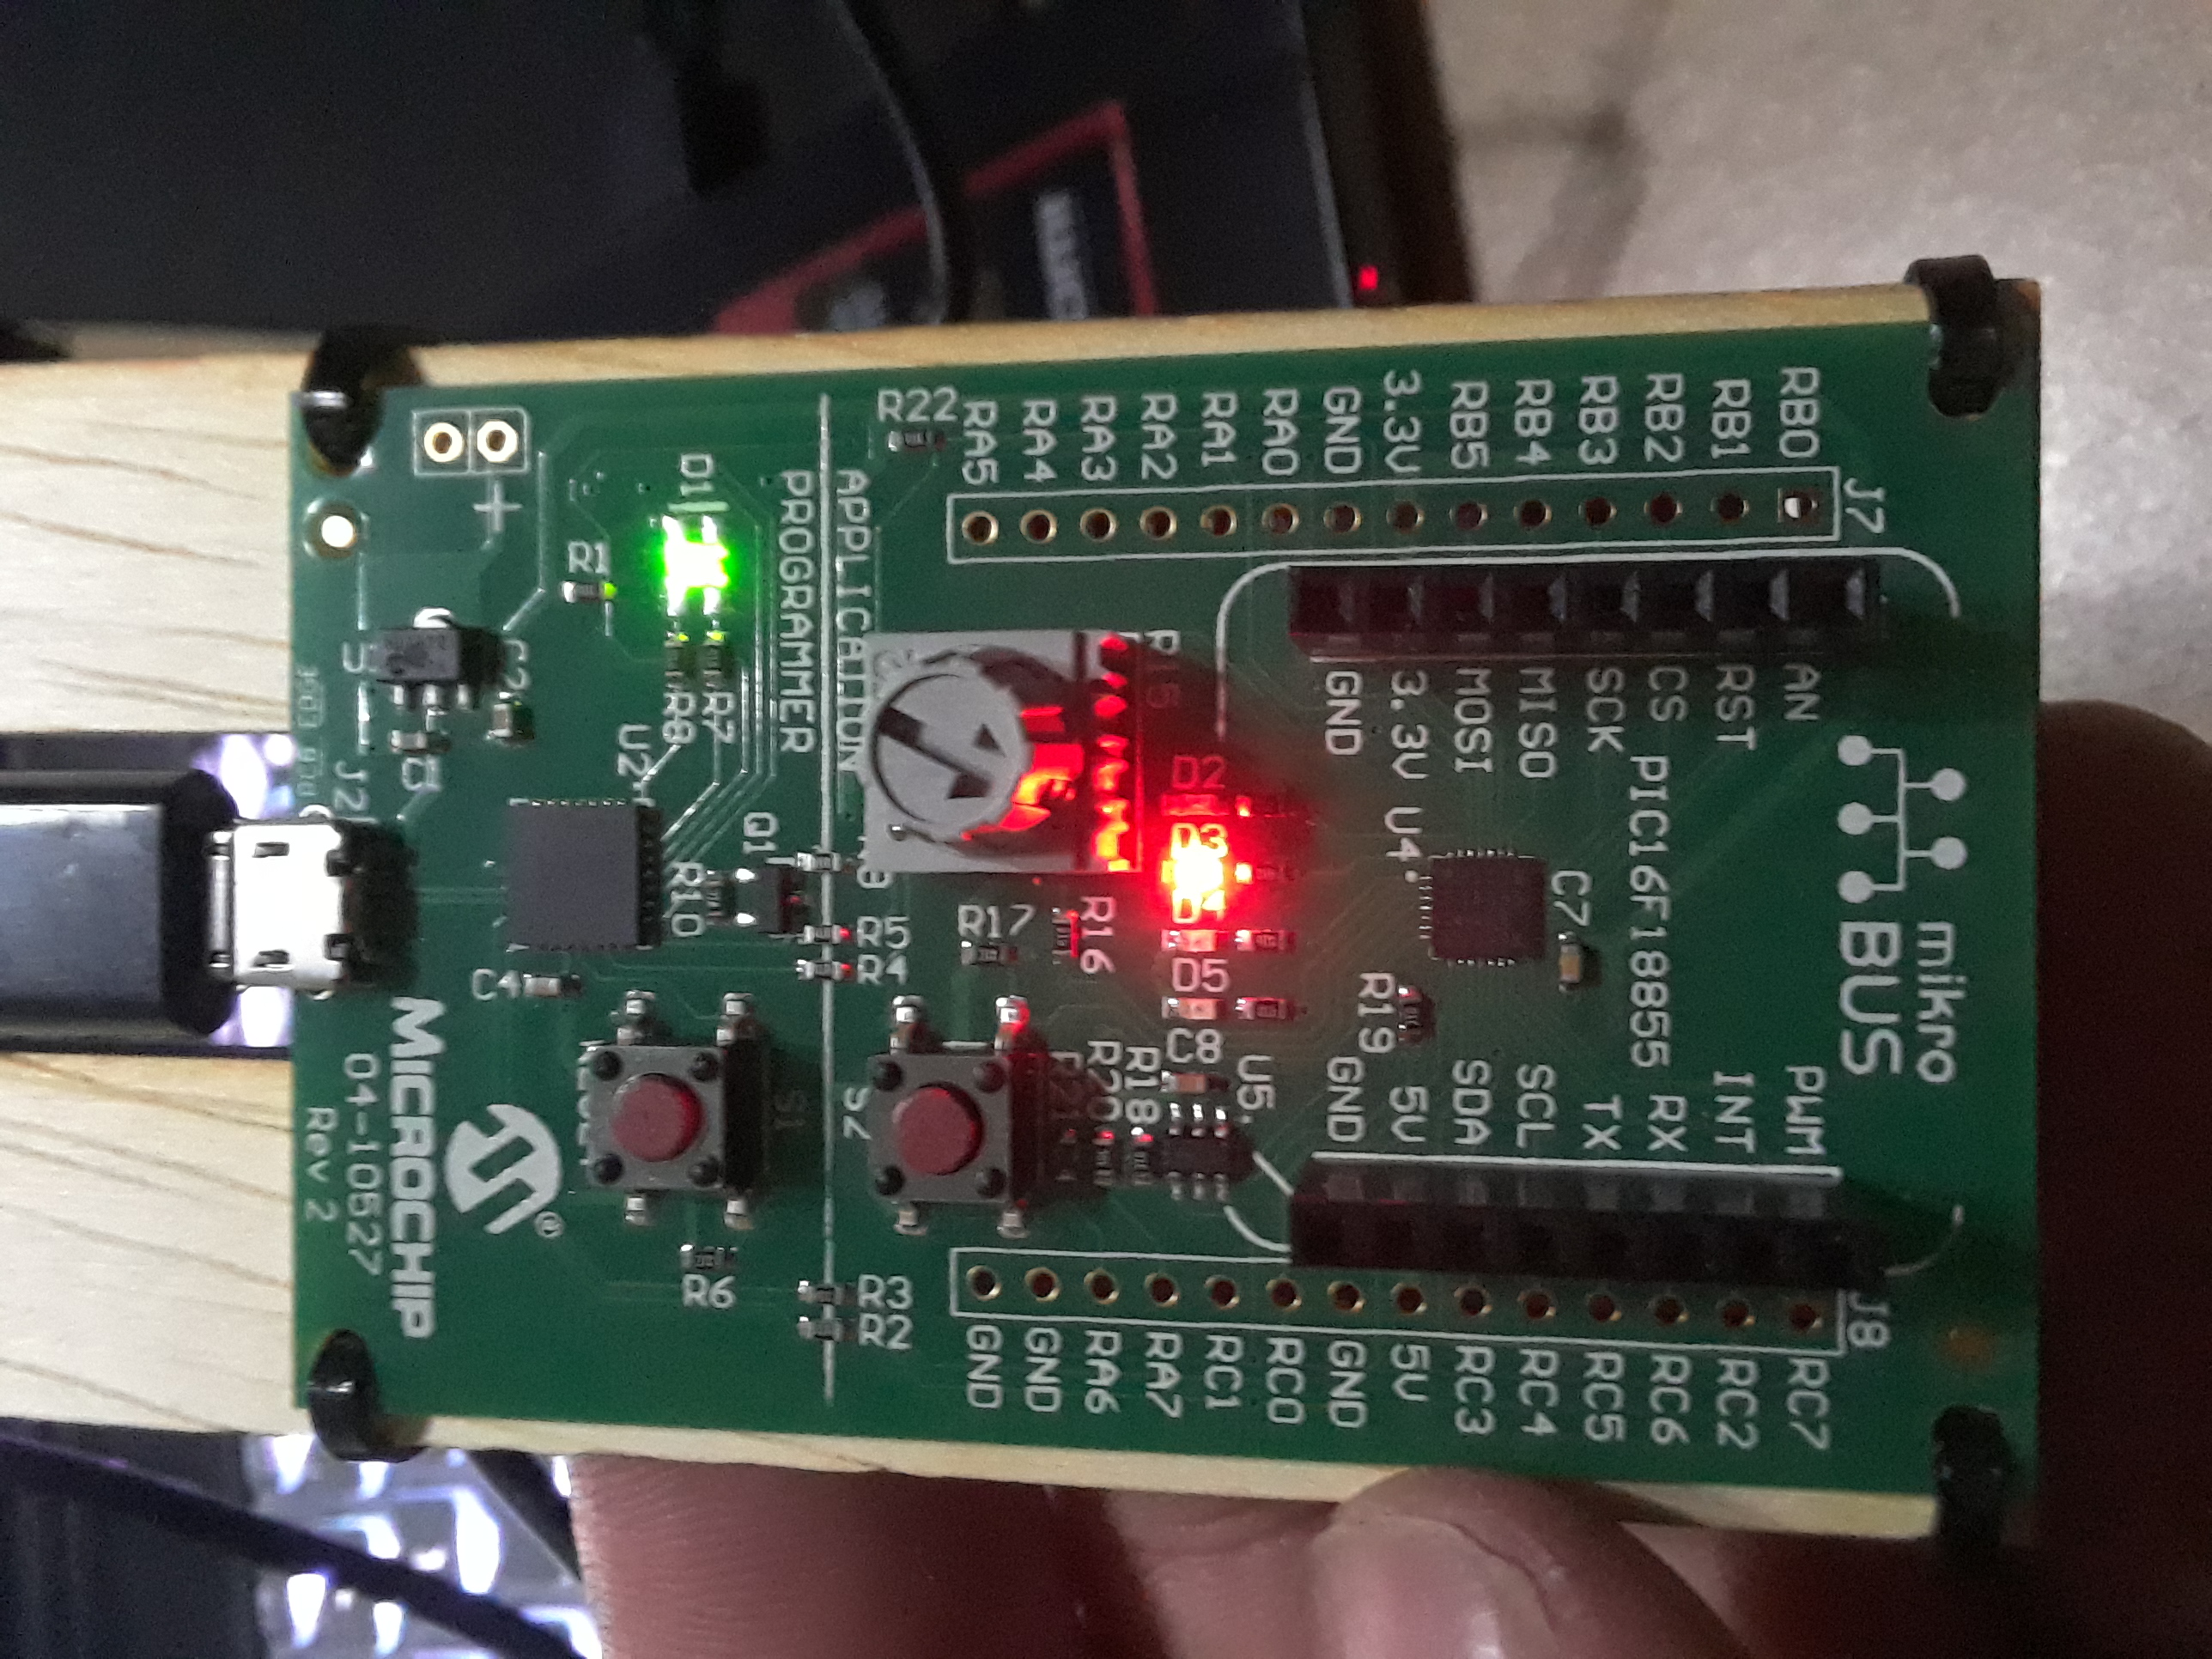 mikro
BUS
J7
J8
RB0 AN PWM RC7
RB1 RST INT RC2
RB2 CS RX RC6
PIC16F18855
RB3 SCK TX RC5
C7
RB4 MISO SCL RC4
RB5 MOSI SDA RC3
3.3V 3.3V U4 5V 5V
R19
GND GND GND GND
RA0 RC0
U5
RA1 D2 D3 D4 D5 C8 RC1
RA2 R18 RA7
RA3 R16 R20 RA6
RA4 R21 GND
RA5 R17 GND
R22
R5 R4 R3 R2
APPLICATION S2
PROGRAMMER S1
Q1
D1 R7 R10 R6
R8
U2
R1
+ C2 C4
®
C1 MICROCHIP
J2 04-10527
PCB EDGE Rev 2